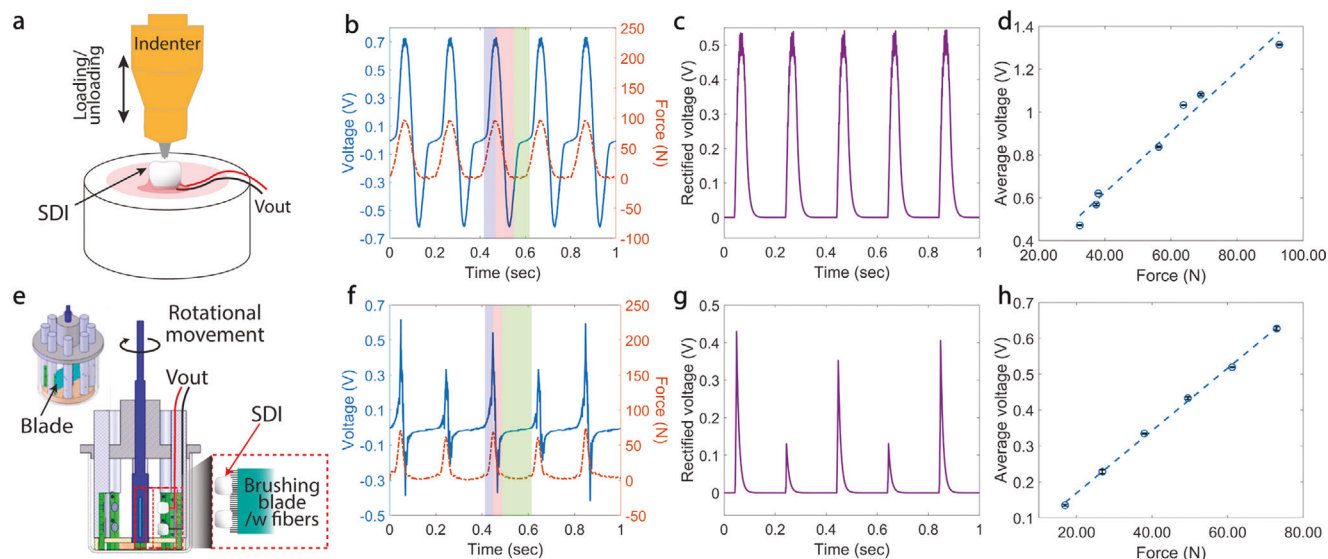 a
Indenter
Loading/
unloading
SDI
Vout
b
Voltage (V)
0.7
0.5
0.3
0.1
-0.1
-0.3
-0.5
-0.7
Force (N)
250
200
150
100
50
0
-50
-100
0 0.2 0.4 0.6 0.8 1
Time (sec)
c
Rectified voltage (V)
0.5
0.4
0.3
0.2
0.1
0
0 0.2 0.4 0.6 0.8 1
Time (sec)
d
Average voltage (V)
1.4
1.2
1
0.8
0.6
0.4
20.00 40.00 60.00 80.00 100.00
Force (N)
e
Rotational
movement
Vout
Blade
SDI
Brushing
blade
/w fibers
f
Voltage (V)
0.7
0.5
0.3
0.1
-0.1
-0.3
-0.5
Force (N)
250
200
150
100
50
0
-50
0 0.2 0.4 0.6 0.8 1
Time (sec)
g
Rectified voltage (V)
0.5
0.4
0.3
0.2
0.1
0
0 0.2 0.4 0.6 0.8 1
Time (sec)
h
Average voltage (V)
0.7
0.6
0.5
0.4
0.3
0.2
0.1
20.00 40.00 60.00 80.00
Force (N)